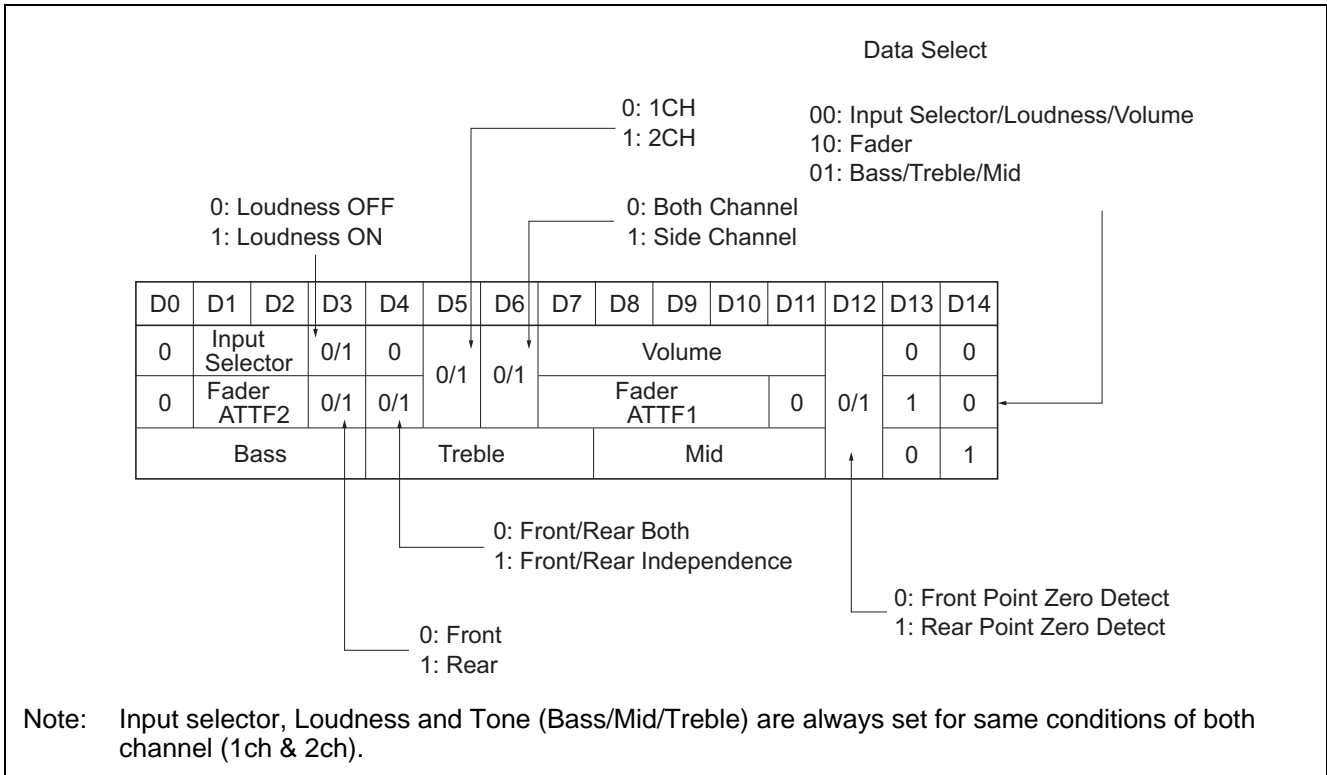 Data Select
0: 1CH
1: 2CH
00: Input Selector/Loudness/Volume
10: Fader
01: Bass/Treble/Mid
0: Loudness OFF
1: Loudness ON
0: Both Channel
1: Side Channel
D0 D1 D2 D3 D4 D5 D6 D7 D8 D9 D10 D11 D12 D13 D14
0 Input Selector 0/1 0 0/1 0/1 Volume 0/1 0 0
0 Fader ATTF2 0/1 0/1 Fader ATTF1 0 1 0
Bass Treble Mid 0 1
0: Front/Rear Both
1: Front/Rear Independence
0: Front Point Zero Detect
1: Rear Point Zero Detect
0: Front
1: Rear
Note: Input selector, Loudness and Tone (Bass/Mid/Treble) are always set for same conditions of both
channel (1ch & 2ch).